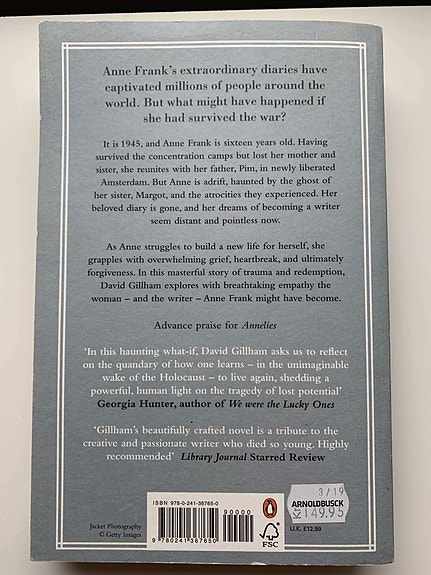 Anne Frank's extraordinary diaries have
captivated millions of people around the
world. But what might have happened if
she had survived the war?
It is 1945, and Anne Frank is sixteen years old. Having
survived the concentration camps but lost her mother and
sister, she reunites with her father, Pim, in newly liberated
Amsterdam. But Anne is adrift, haunted by the ghost of
her sister, Margot, and the atrocities they experienced. Her
beloved diary is gone, and her dreams of becoming a writer
seem distant and pointless now.
As Anne struggles to build a new life for herself, she
grapples with overwhelming grief, heartbreak, and ultimately
forgiveness. In this masterful story of trauma and redemption,
David Gillham explores with breathtaking empathy the
woman – and the writer – Anne Frank might have become.
Advance praise for Annelies
'In this haunting what-if, David Gillham asks us to reflect
on the quandary of how one learns – in the unimaginable
wake of the Holocaust – to live again, shedding a
powerful, human light on the tragedy of lost potential'
Georgia Hunter, author of We were the Lucky Ones
'Gillham's beautifully crafted novel is a tribute to the
creative and passionate writer who died so young. Highly
recommended' Library Journal Starred Review
Jacket Photography
© Getty Images
ISBN 978-0-241-36765-0
90000
9 780241 367650
FSC
3/19
ARNOLDBUSCK
149.95
U.K. £12.99